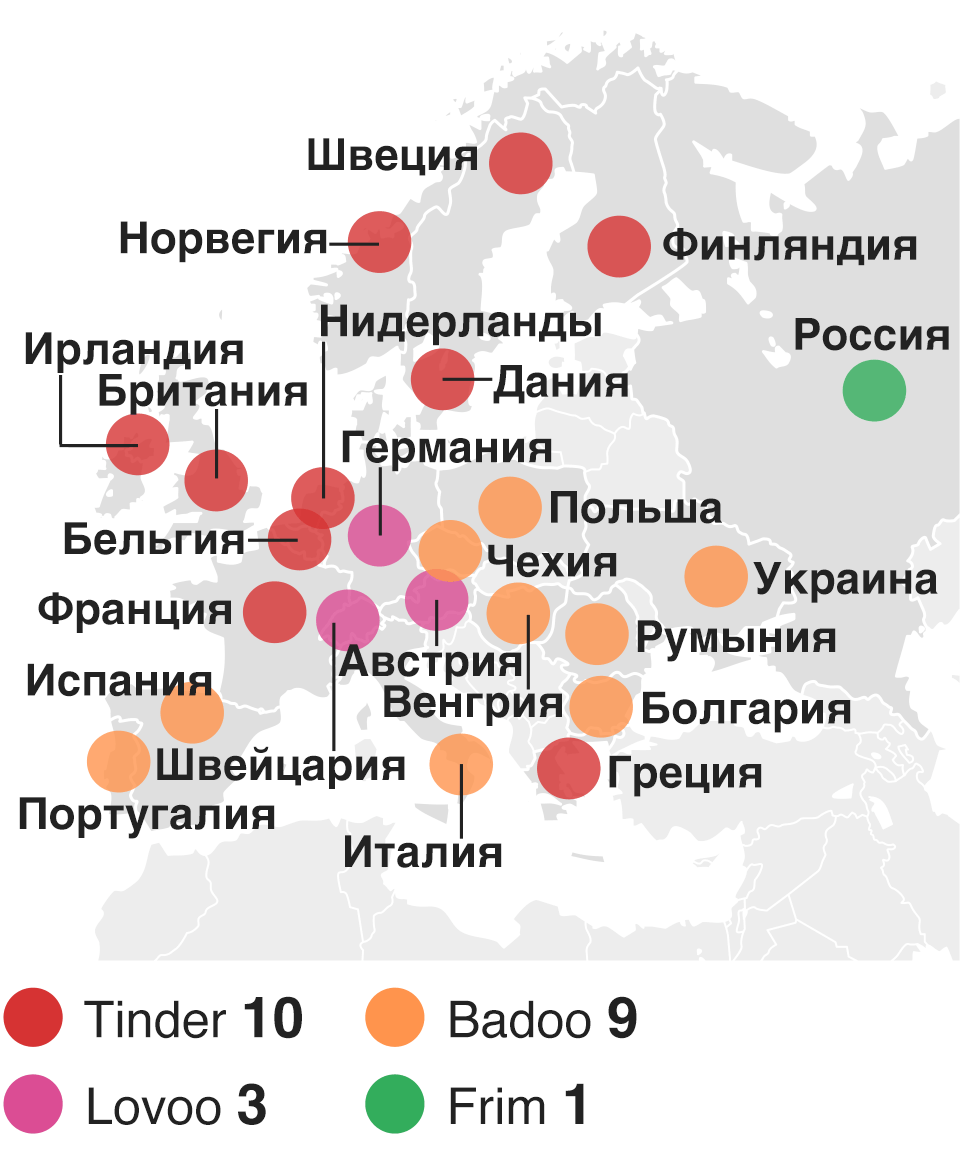 Швеция
Норвегия
Финляндия
Нидерланды
Россия
Ирландия
Британия
Дания
Германия
Польша
Бельгия
Чехия
Украина
Франция
Румыния
Австрия
Испания
Венгрия
Болгария
Швейцария
Греция
Португалия
Италия
Tinder 10
Badoo 9
Lovoo 3
Frim 1